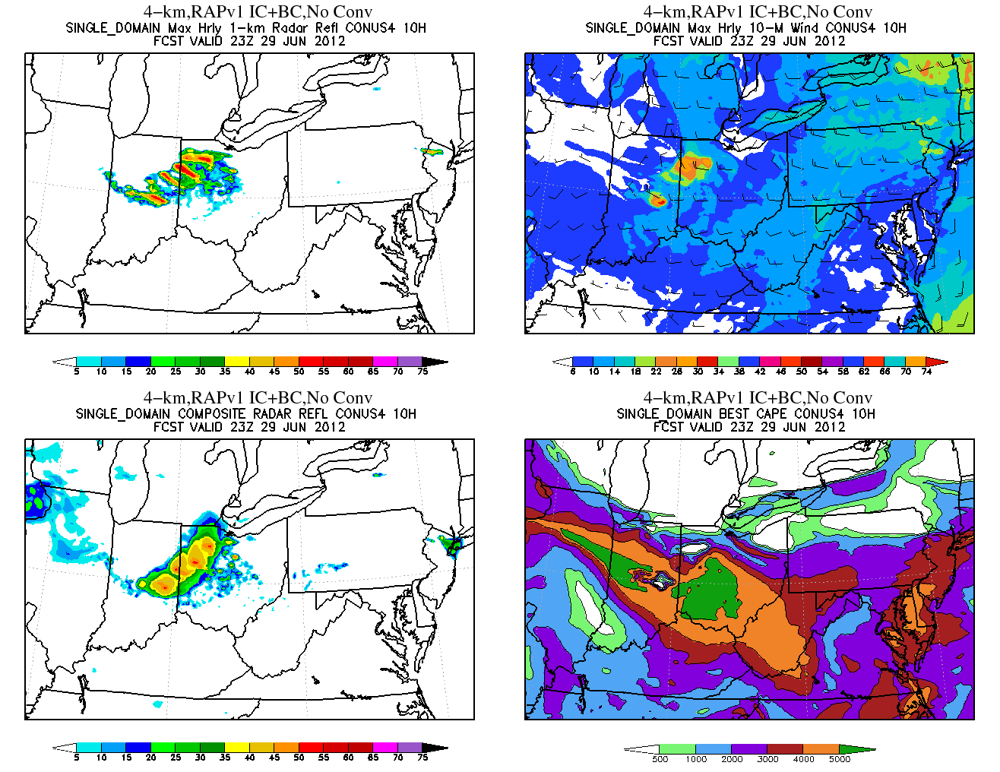 4-km,RAPv1 IC+BC,No Conv
SINGLE_DOMAIN Max Hrly 1-km Radar Refl CONUS4 10H
FCST VALID 23Z 29 JUN 2012
5 10 15 20 25 30 35 40 45 50 55 60 65 70 75
4-km,RAPv1 IC+BC,No Conv
SINGLE_DOMAIN Max Hrly 10-M Wind CONUS4 10H
FCST VALID 23Z 29 JUN 2012
6 10 14 18 22 26 30 34 38 42 46 50 54 58 62 66 70 74
4-km,RAPv1 IC+BC,No Conv
SINGLE_DOMAIN COMPOSITE RADAR REFL CONUS4 10H
FCST VALID 23Z 29 JUN 2012
5 10 15 20 25 30 35 40 45 50 55 60 65 70 75
4-km,RAPv1 IC+BC,No Conv
SINGLE_DOMAIN BEST CAPE CONUS4 10H
FCST VALID 23Z 29 JUN 2012
500 1000 2000 3000 4000 5000